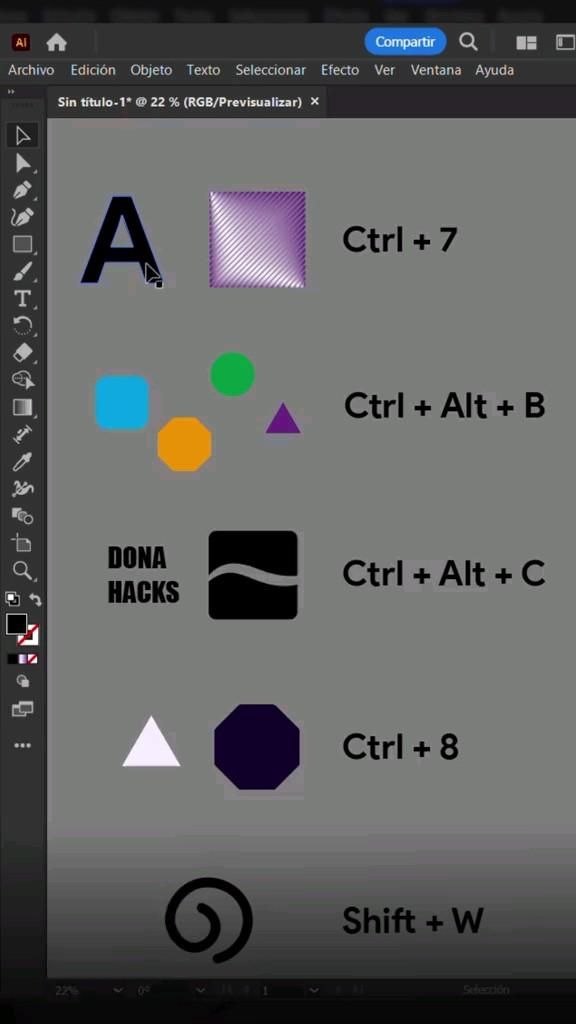 Ai
Compartir
Archivo Edición Objeto Texto Seleccionar Efecto Ver Ventana Ayuda
Sin título-1* @ 22 % (RGB/Previsualizar) ×
A
Ctrl + 7
Ctrl + Alt + B
DONA
HACKS
Ctrl + Alt + C
Ctrl + 8
Shift + W
22% 0° 1 Selección